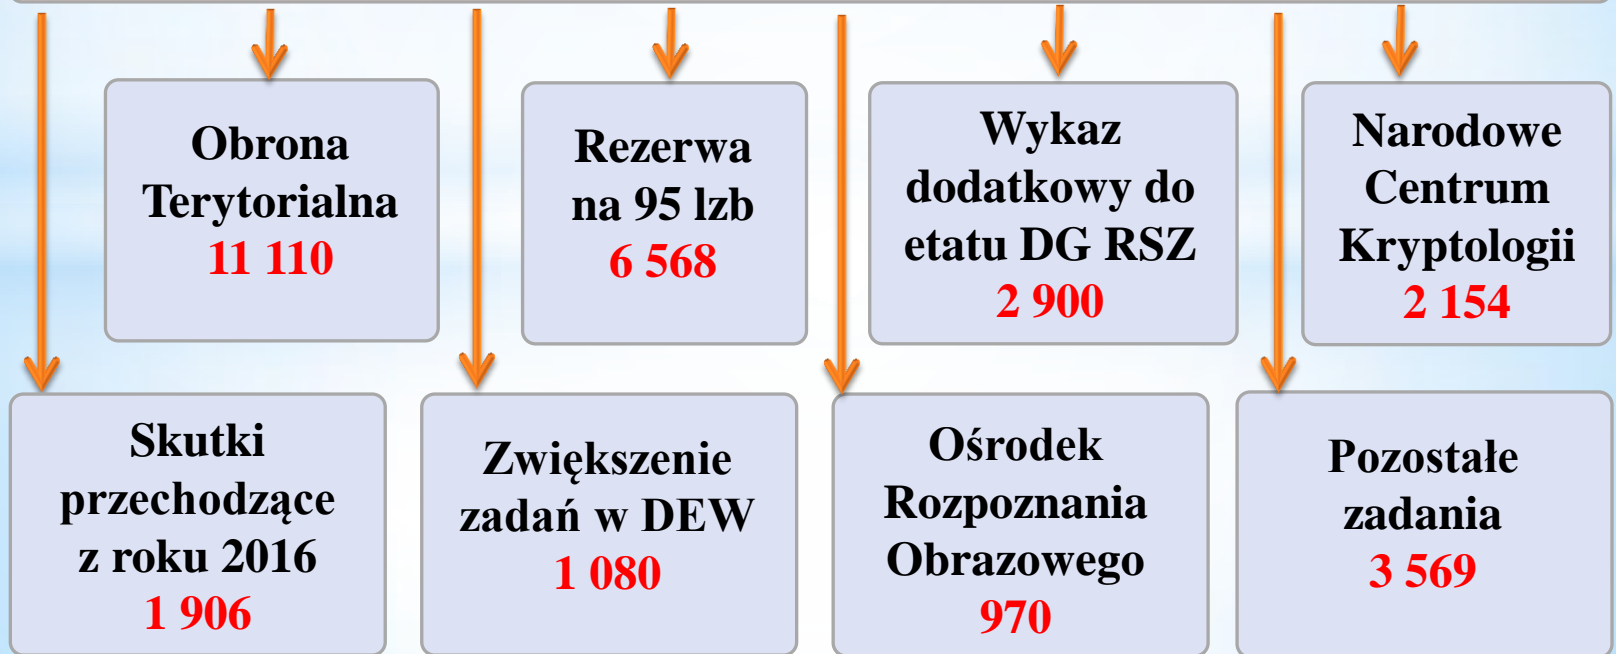 Obrona
Terytorialna
11 110
Rezerwa
na 95 lzb
6 568
Wykaz
dodatkowy do
etatu DG RSZ
2 900
Narodowe
Centrum
Kryptologii
2 154
Skutki
przechodzące
z roku 2016
1 906
Zwiększenie
zadań w DEW
1 080
Ośrodek
Rozpoznania
Obrazowego
970
Pozostałe
zadania
3 569